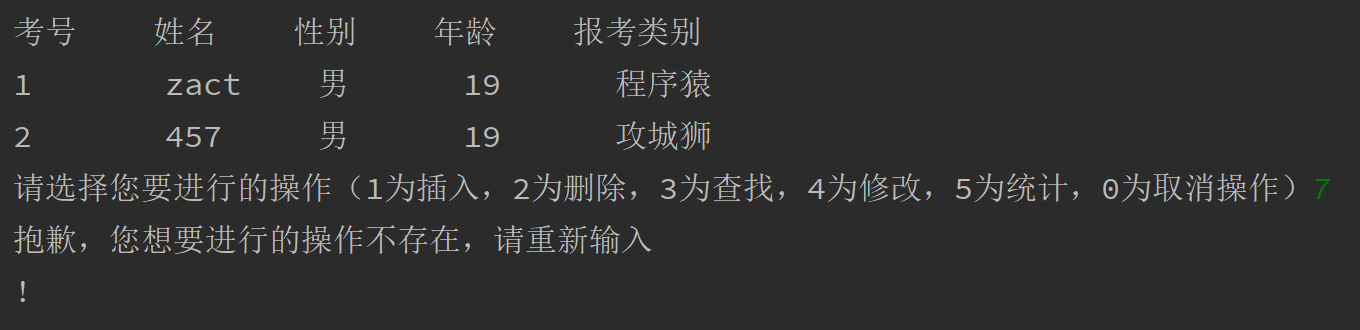 考号 姓名 性别 年龄 报考类别
1 zact 男 19 程序猿
2 457 男 19 攻城狮
请选择您要进行的操作（1为插入，2为删除，3为查找，4为修改，5为统计，0为取消操作）7
抱歉，您想要进行的操作不存在，请重新输入
！